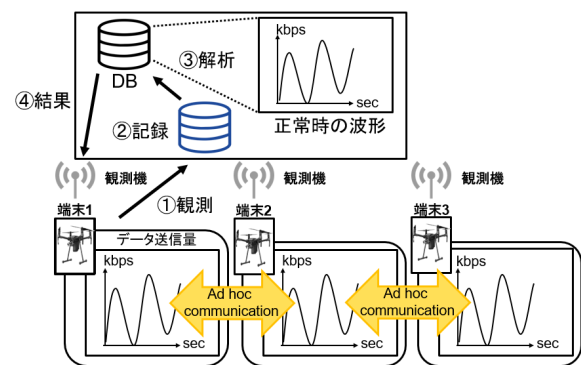 kbps
③解析
DB
sec
④結果
②記録
正常時の波形
観測機
観測機
観測機
端末1
①観測
端末2
端末3
データ送信量
kbps
kbps
kbps
Ad hoc
communication
Ad hoc
communication
sec
sec
sec